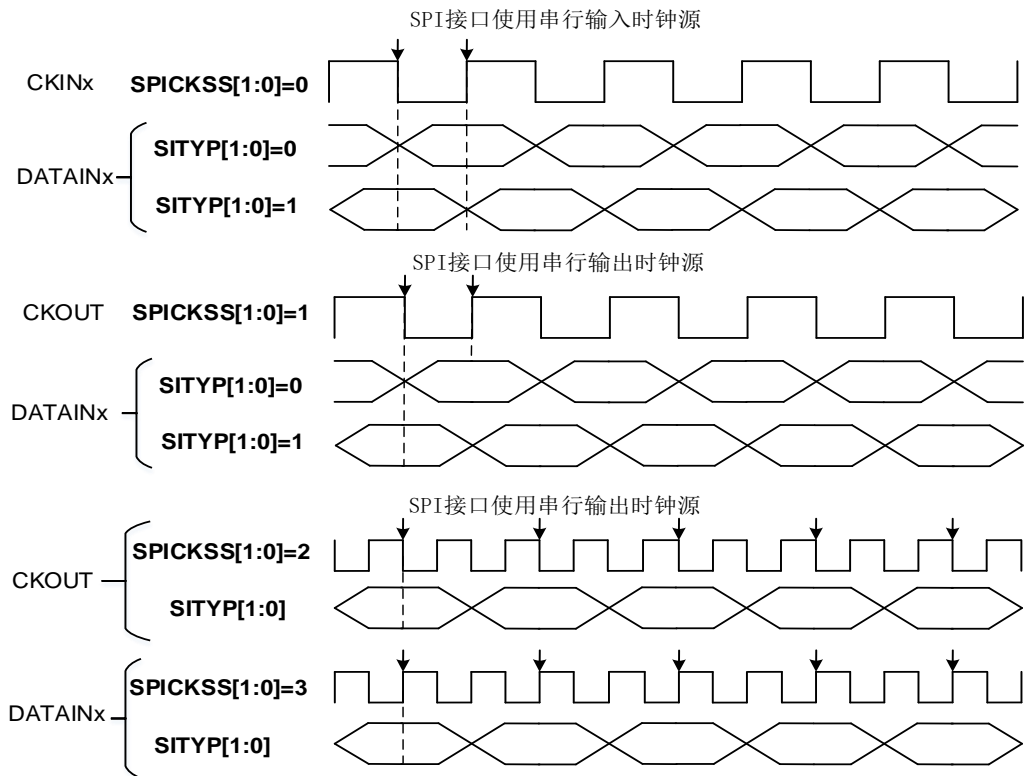 SPI接口使用串行输入时钟源
CKINx SPICKSS[1:0]=0
SITYP[1:0]=0
DATAINx
SITYP[1:0]=1
SPI接口使用串行输出时钟源
CKOUT SPICKSS[1:0]=1
SITYP[1:0]=0
DATAINx
SITYP[1:0]=1
SPI接口使用串行输出时钟源
SPICKSS[1:0]=2
CKOUT
SITYP[1:0]
SPICKSS[1:0]=3
DATAINx
SITYP[1:0]